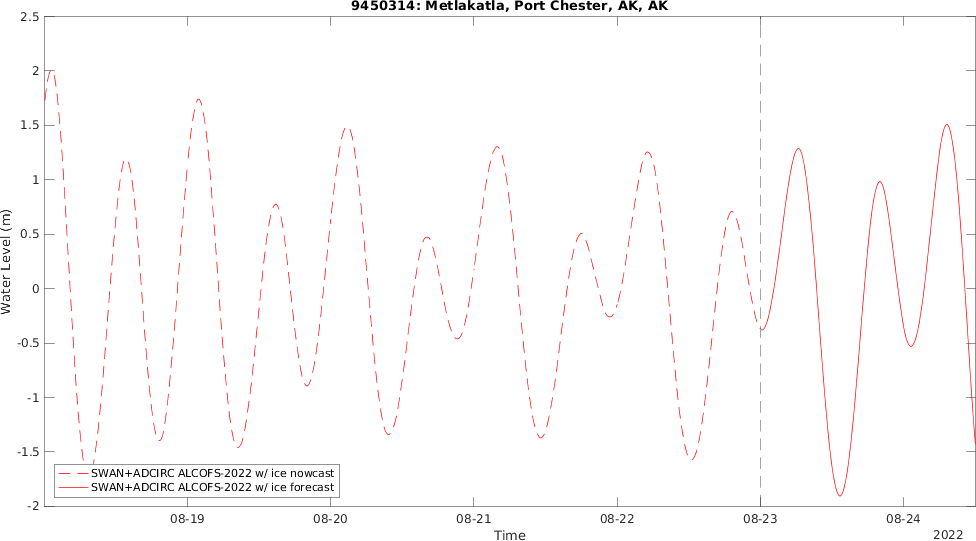 9450314: Metlakatla, Port Chester, AK, AK
2.5
2
1.5
1
0.5
0
-0.5
-1
-1.5
-2
Water Level (m)
SWAN+ADCIRC ALCOFS-2022 w/ ice nowcast
SWAN+ADCIRC ALCOFS-2022 w/ ice forecast
08-19 08-20 08-21 08-22 08-23 08-24
Time
2022